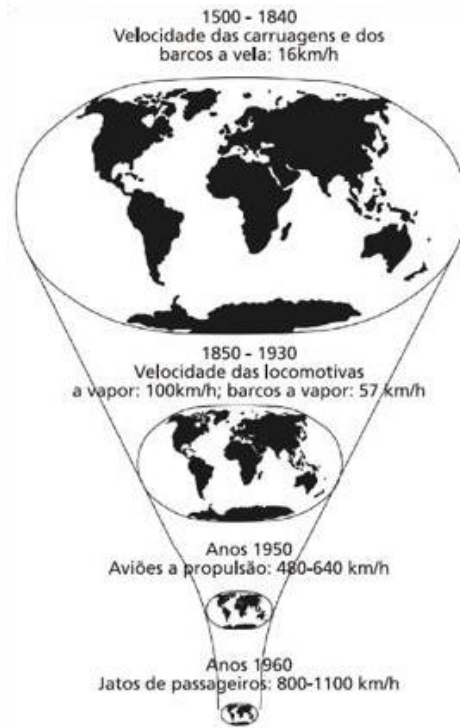 1500 - 1840
Velocidade das carruagens e dos
barcos a vela: 16km/h
1850 - 1930
Velocidade das locomotivas
a vapor: 100km/h; barcos a vapor: 57 km/h
Anos 1950
Aviões a propulsão: 480-640 km/h
Anos 1960
Jatos de passageiros: 800-1100 km/h